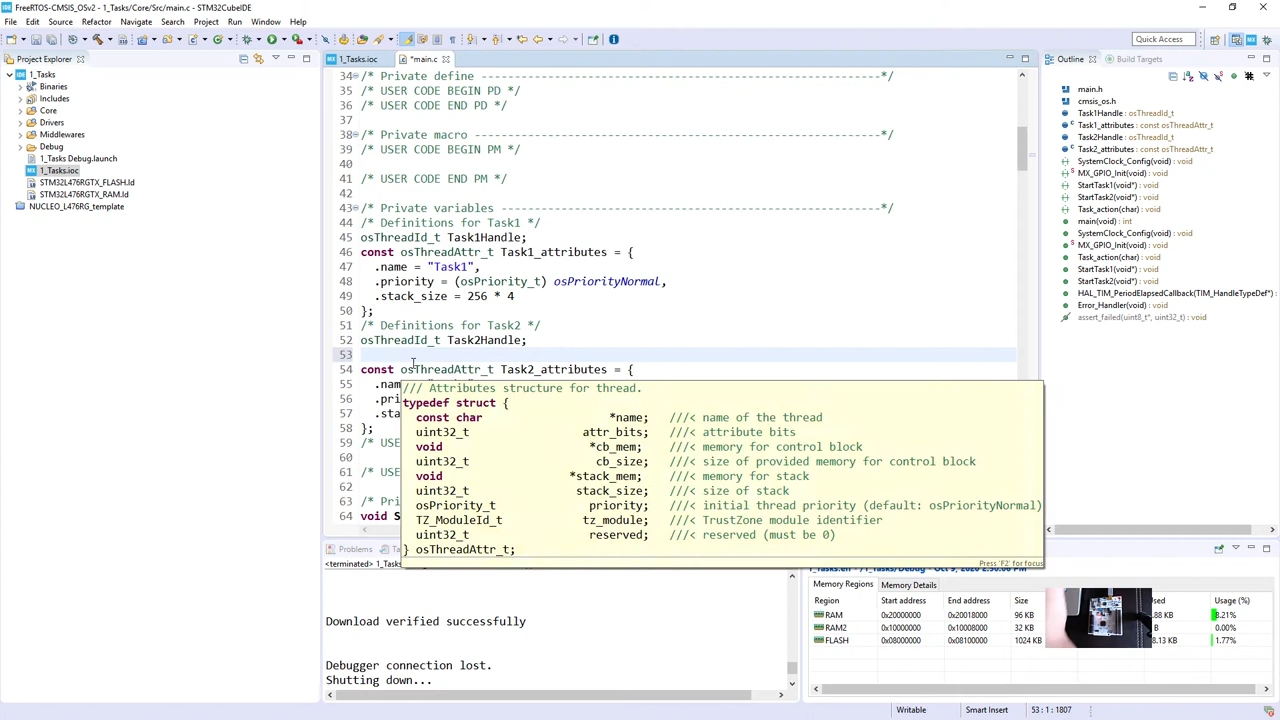 FreeRTOS-CMSIS_OSv2 - 1_Tasks/Core/Src/main.c - STM32CubeIDE
File Edit Source Refactor Navigate Search Project Run Window Help
Quick Access
Project Explorer
1_Tasks
Binaries
Includes
Core
Drivers
Middlewares
Debug
1_Tasks Debug.launch
1_Tasks.ioc
STM32L476RGTX_FLASH.ld
STM32L476RGTX_RAM.ld
NUCLEO_L476RG_template
1_Tasks.ioc *main.c
34 /* Private define ------------------------------------------------------------*/
35 /* USER CODE BEGIN PD */
36 /* USER CODE END PD */
37
38 /* Private macro -------------------------------------------------------------*/
39 /* USER CODE BEGIN PM */
40
41 /* USER CODE END PM */
42
43 /* Private variables ---------------------------------------------------------*/
44 /* Definitions for Task1 */
45 osThreadId_t Task1Handle;
46 const osThreadAttr_t Task1_attributes = {
47 .name = "Task1",
48 .priority = (osPriority_t) osPriorityNormal,
49 .stack_size = 256 * 4
50 };
51 /* Definitions for Task2 */
52 osThreadId_t Task2Handle;
53
54 const osThreadAttr_t Task2_attributes = {
55 .nam
56 .pri
57 .sta
58 };
59 /* USE
60
61 /* USE
62
63 /* Pri
64 void S
/// Attributes structure for thread.
typedef struct {
const char *name; ///< name of the thread
uint32_t attr_bits; ///< attribute bits
void *cb_mem; ///< memory for control block
uint32_t cb_size; ///< size of provided memory for control block
void *stack_mem; ///< memory for stack
uint32_t stack_size; ///< size of stack
osPriority_t priority; ///< initial thread priority (default: osPriorityNormal)
TZ_ModuleId_t tz_module; ///< TrustZone module identifier
uint32_t reserved; ///< reserved (must be 0)
} osThreadAttr_t;
Press 'F2' for focus
Outline Build Targets
main.h
cmsis_os.h
Task1Handle : osThreadId_t
Task1_attributes : const osThreadAttr_t
Task2Handle : osThreadId_t
Task2_attributes : const osThreadAttr_t
SystemClock_Config(void) : void
MX_GPIO_Init(void) : void
StartTask1(void*) : void
StartTask2(void*) : void
Task_action(char) : void
main(void) : int
SystemClock_Config(void) : void
MX_GPIO_Init(void) : void
Task_action(char) : void
StartTask1(void*) : void
StartTask2(void*) : void
HAL_TIM_PeriodElapsedCallback(TIM_HandleTypeDef*) :
Error_Handler(void) : void
assert_failed(uint8_t*, uint32_t) : void
Problems Ta
<terminated> 1_Tasks
Download verified successfully
Debugger connection lost.
Shutting down...
Memory Regions Memory Details
Region Start address End address Size Usage (%)
RAM 0x20000000 0x20018000 96 KB 8.21%
RAM2 0x10000000 0x10008000 32 KB B 0.00%
FLASH 0x08000000 0x08100000 1024 KB 1.77%
Writable Smart Insert 53 : 1 : 1807